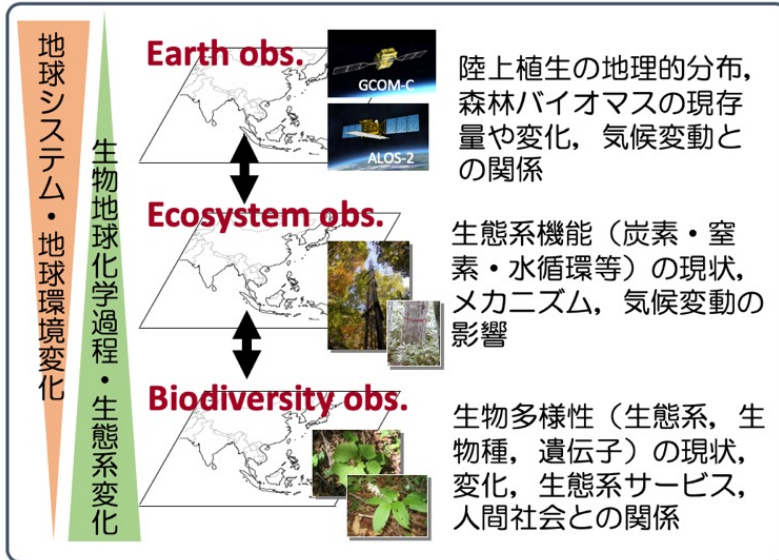 地球システム・地球環境変化
生物地球化学過程・生態系変化
Earth obs.
GCOM-C
ALOS-2
陸上植生の地理的分布,
森林バイオマスの現存
量や変化, 気候変動と
の関係
Ecosystem obs.
生態系機能（炭素・窒
素・水循環等）の現状,
メカニズム, 気候変動の
影響
Biodiversity obs.
生物多様性（生態系, 生
物種, 遺伝子）の現状,
変化, 生態系サービス,
人間社会との関係